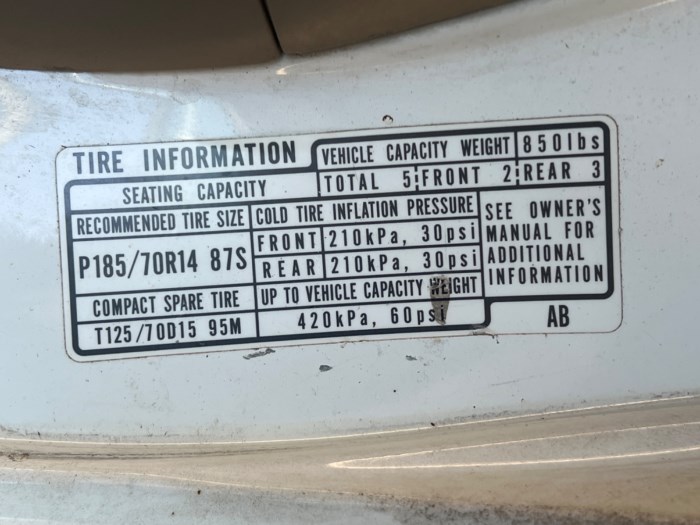 TIRE INFORMATION
VEHICLE CAPACITY WEIGHT 850lbs
SEATING CAPACITY TOTAL 5 FRONT 2 REAR 3
RECOMMENDED TIRE SIZE
P185/70R14 87S
COMPACT SPARE TIRE
T125/70D15 95M
COLD TIRE INFLATION PRESSURE
FRONT 210kPa, 30psi
REAR 210kPa, 30psi
UP TO VEHICLE CAPACITY WEIGHT
420kPa, 60psi
SEE OWNER'S
MANUAL FOR
ADDITIONAL
INFORMATION
AB